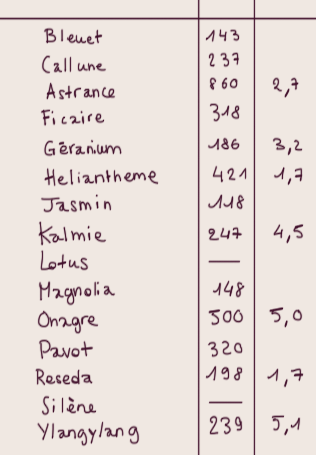 Bleuet 143
Callune 237
Astrance 860 2,7
Ficaire 318
Géranium 186 3,2
Heliantheme 421 1,7
Jasmin 118
Kalmie 247 4,5
Lotus —
Magnolia 148
Onagre 500 5,0
Pavot 320
Reseda 198 1,7
Silène —
Ylangylang 239 5,1